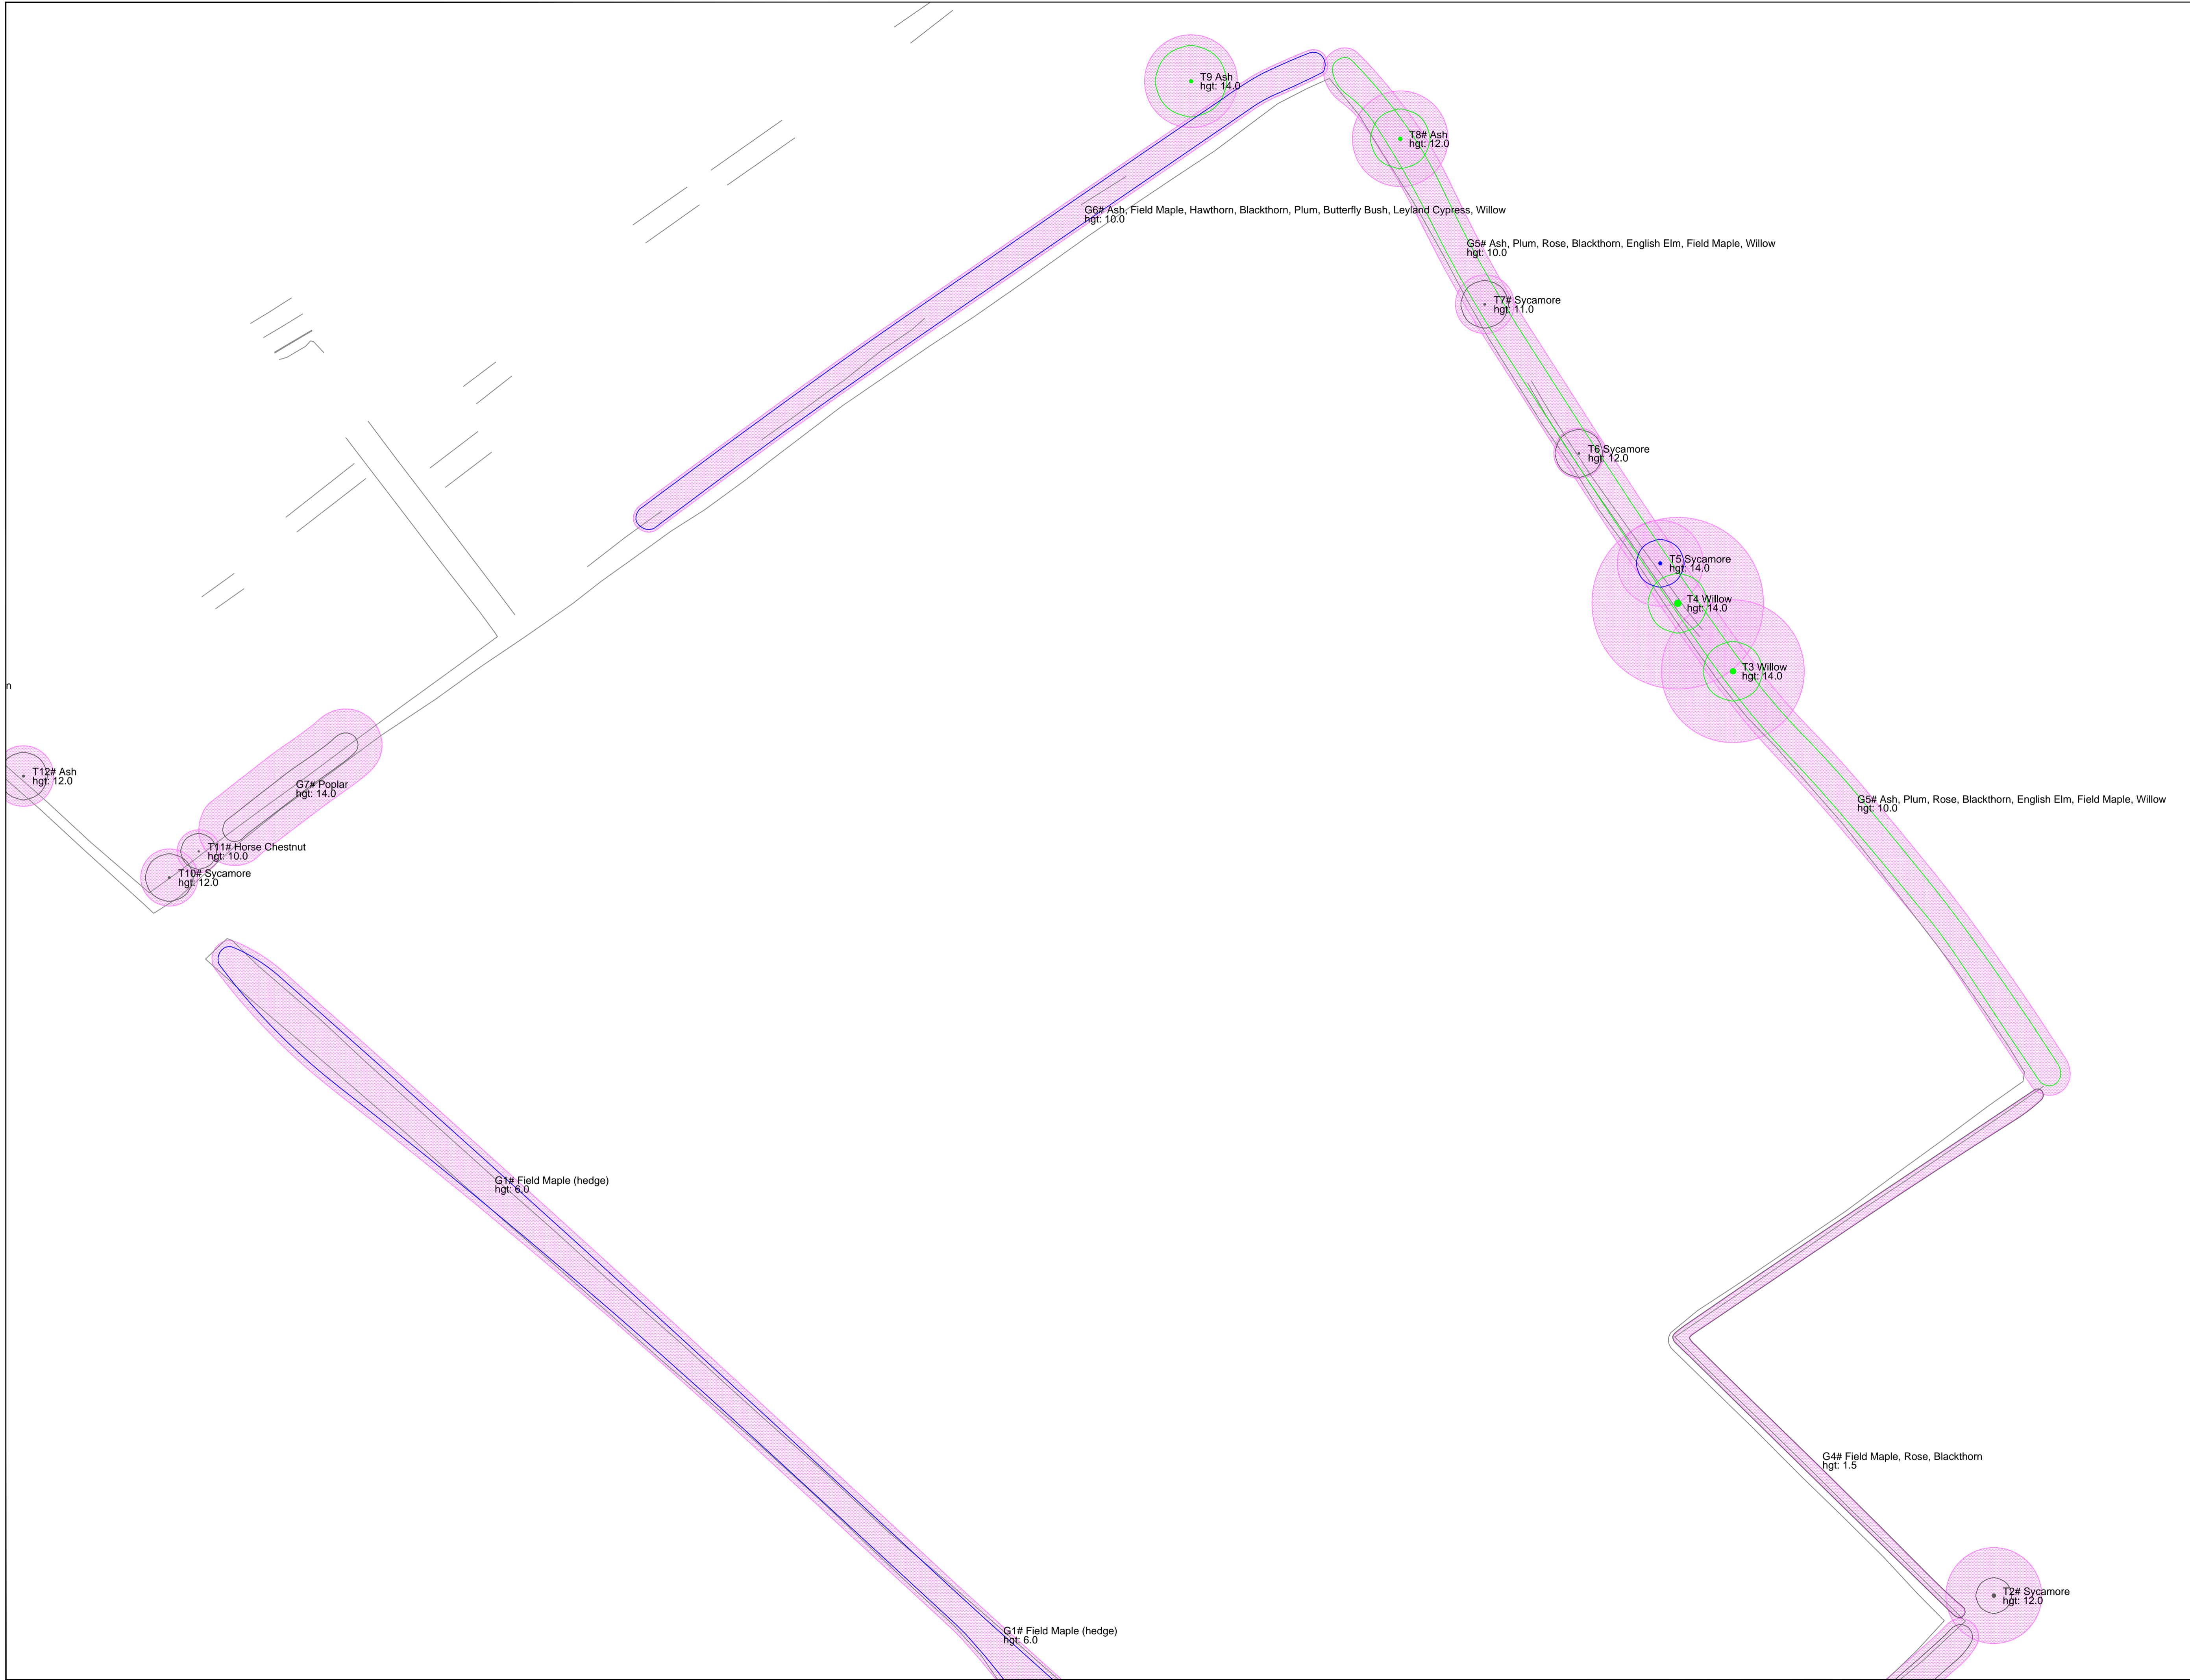 T9 Ash
hgt: 14.0
T8# Ash
hgt: 12.0
G6# Ash, Field Maple, Hawthorn, Blackthorn, Plum, Butterfly Bush, Leyland Cypress, Willow
hgt: 10.0
G5# Ash, Plum, Rose, Blackthorn, English Elm, Field Maple, Willow
hgt: 10.0
T7# Sycamore
hgt: 11.0
T6 Sycamore
hgt: 12.0
T5 Sycamore
hgt: 14.0
T4 Willow
hgt: 14.0
T3 Willow
hgt: 14.0
n
T12# Ash
hgt: 12.0
G7# Poplar
hgt: 14.0
G5# Ash, Plum, Rose, Blackthorn, English Elm, Field Maple, Willow
hgt: 10.0
T11# Horse Chestnut
hgt: 10.0
T10# Sycamore
hgt: 12.0
G1# Field Maple (hedge)
hgt: 6.0
G4# Field Maple, Rose, Blackthorn
hgt: 1.5
T2# Sycamore
hgt: 12.0
G1# Field Maple (hedge)
hgt: 6.0